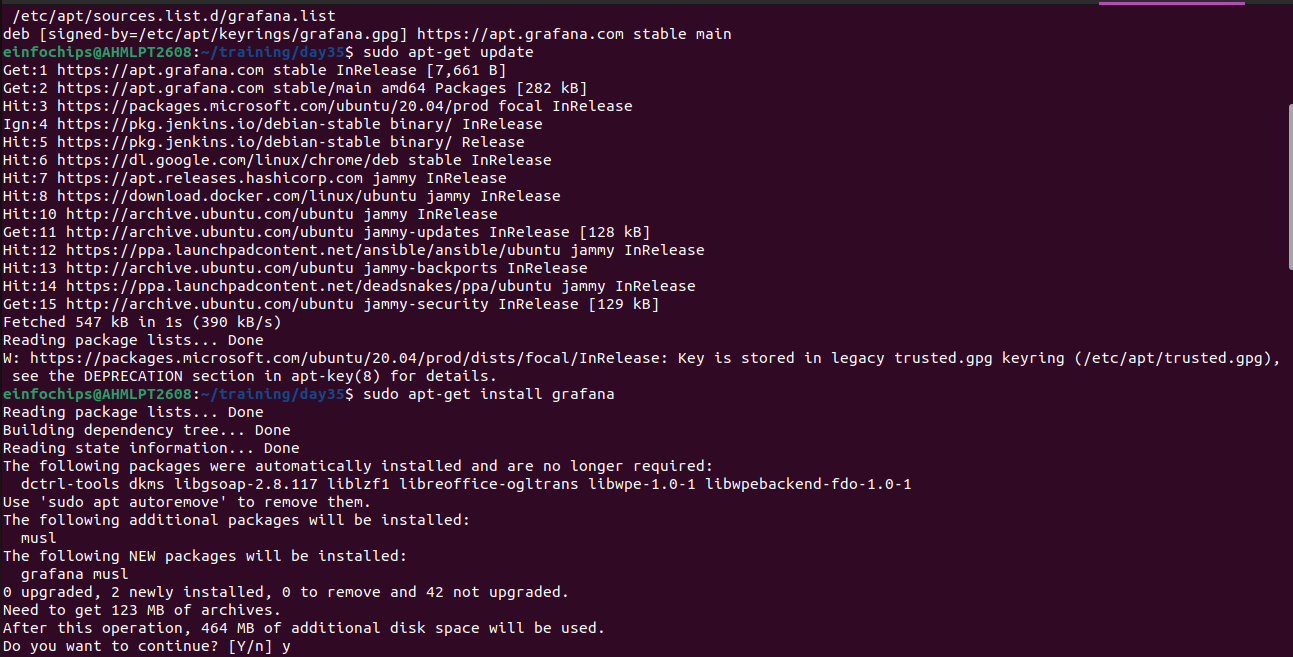 /etc/apt/sources.list.d/grafana.list
deb [signed-by=/etc/apt/keyrings/grafana.gpg] https://apt.grafana.com stable main
einfochips@AHMLPT2608:~/training/day35$ sudo apt-get update
Get:1 https://apt.grafana.com stable InRelease [7,661 B]
Get:2 https://apt.grafana.com stable/main amd64 Packages [282 kB]
Hit:3 https://packages.microsoft.com/ubuntu/20.04/prod focal InRelease
Ign:4 https://pkg.jenkins.io/debian-stable binary/ InRelease
Hit:5 https://pkg.jenkins.io/debian-stable binary/ Release
Hit:6 https://dl.google.com/linux/chrome/deb stable InRelease
Hit:7 https://apt.releases.hashicorp.com jammy InRelease
Hit:8 https://download.docker.com/linux/ubuntu jammy InRelease
Hit:10 http://archive.ubuntu.com/ubuntu jammy InRelease
Get:11 http://archive.ubuntu.com/ubuntu jammy-updates InRelease [128 kB]
Hit:12 https://ppa.launchpadcontent.net/ansible/ansible/ubuntu jammy InRelease
Hit:13 http://archive.ubuntu.com/ubuntu jammy-backports InRelease
Hit:14 https://ppa.launchpadcontent.net/deadsnakes/ppa/ubuntu jammy InRelease
Get:15 http://archive.ubuntu.com/ubuntu jammy-security InRelease [129 kB]
Fetched 547 kB in 1s (390 kB/s)
Reading package lists... Done
W: https://packages.microsoft.com/ubuntu/20.04/prod/dists/focal/InRelease: Key is stored in legacy trusted.gpg keyring (/etc/apt/trusted.gpg),
see the DEPRECATION section in apt-key(8) for details.
einfochips@AHMLPT2608:~/training/day35$ sudo apt-get install grafana
Reading package lists... Done
Building dependency tree... Done
Reading state information... Done
The following packages were automatically installed and are no longer required:
dctrl-tools dkms libgsoap-2.8.117 liblzf1 libreoffice-ogltrans libwpe-1.0-1 libwpebackend-fdo-1.0-1
Use 'sudo apt autoremove' to remove them.
The following additional packages will be installed:
musl
The following NEW packages will be installed:
grafana musl
0 upgraded, 2 newly installed, 0 to remove and 42 not upgraded.
Need to get 123 MB of archives.
After this operation, 464 MB of additional disk space will be used.
Do you want to continue? [Y/n] y